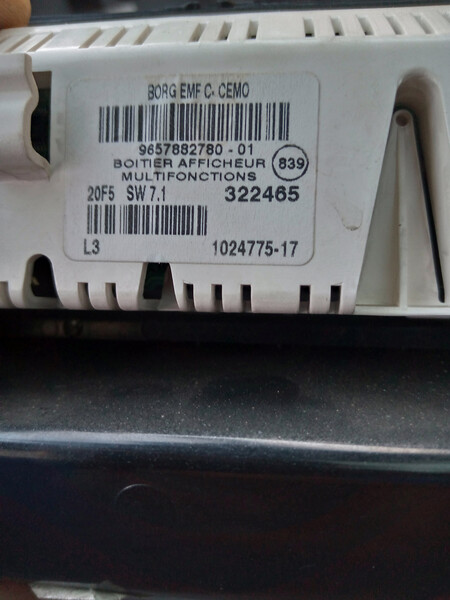 BORG EMF C- CEMO
9657882780 - 01
BOITIER AFFICHEUR
MULTIFONCTIONS
839
20F5 SW 7.1 322465
L3 1024775-17